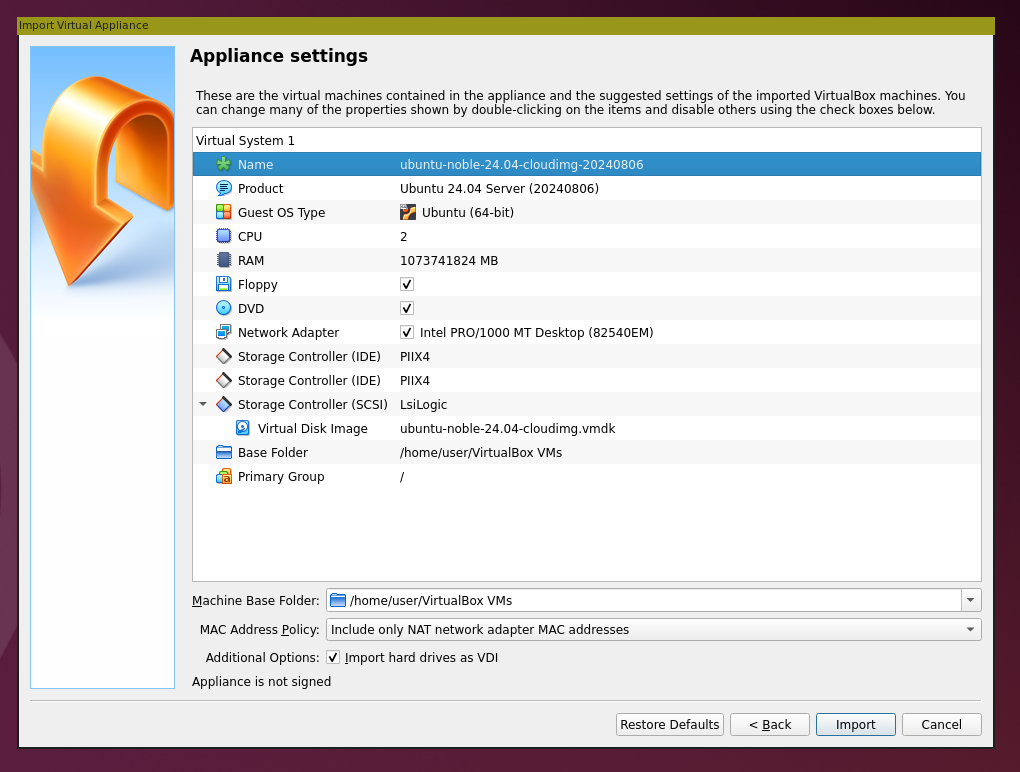 Import Virtual Appliance
Appliance settings
These are the virtual machines contained in the appliance and the suggested settings of the imported VirtualBox machines. You
can change many of the properties shown by double-clicking on the items and disable others using the check boxes below.
Virtual System 1
Name ubuntu-noble-24.04-cloudimg-20240806
Product Ubuntu 24.04 Server (20240806)
Guest OS Type Ubuntu (64-bit)
CPU 2
RAM 1073741824 MB
Floppy
DVD
Network Adapter Intel PRO/1000 MT Desktop (82540EM)
Storage Controller (IDE) PIIX4
Storage Controller (IDE) PIIX4
Storage Controller (SCSI) LsiLogic
Virtual Disk Image ubuntu-noble-24.04-cloudimg.vmdk
Base Folder /home/user/VirtualBox VMs
Primary Group /
Machine Base Folder: /home/user/VirtualBox VMs
MAC Address Policy: Include only NAT network adapter MAC addresses
Additional Options: Import hard drives as VDI
Appliance is not signed
Restore Defaults < Back Import Cancel